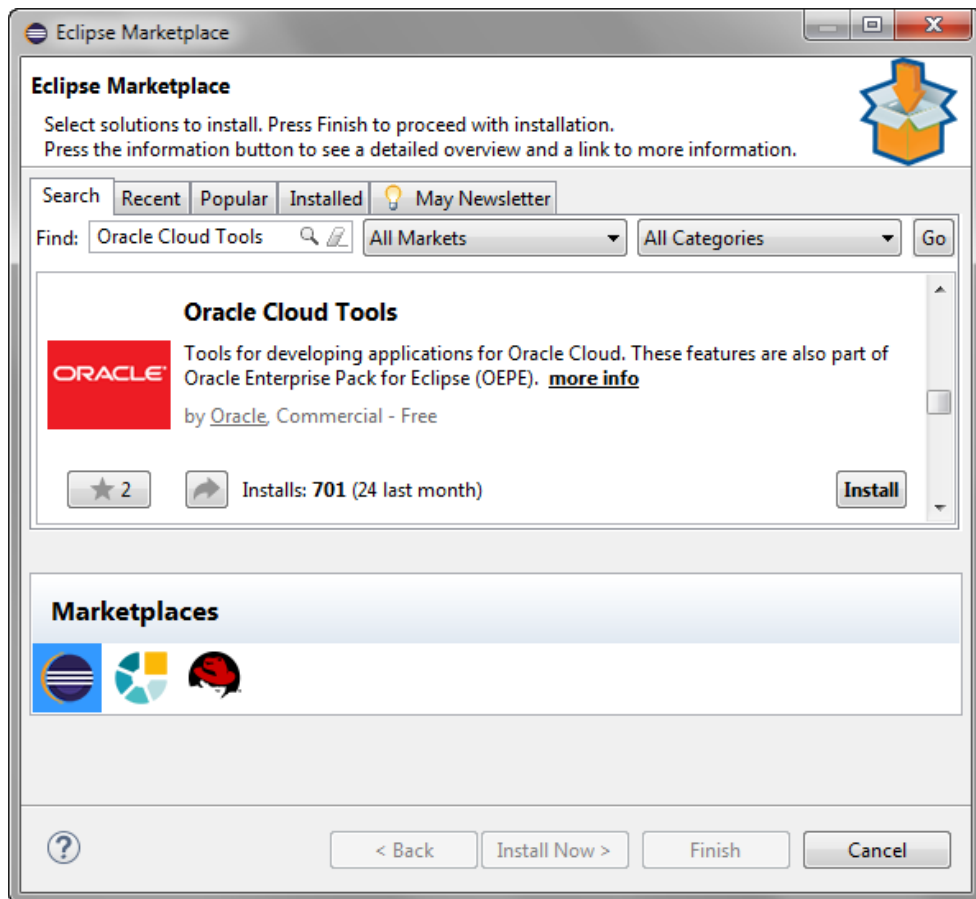 Eclipse Marketplace
Eclipse Marketplace
Select solutions to install. Press Finish to proceed with installation.
Press the information button to see a detailed overview and a link to more information.
Search Recent Popular Installed May Newsletter
Find: Oracle Cloud Tools All Markets All Categories Go
Oracle Cloud Tools
ORACLE
Tools for developing applications for Oracle Cloud. These features are also part of
Oracle Enterprise Pack for Eclipse (OEPE). more info
by Oracle, Commercial - Free
2 Installs: 701 (24 last month) Install
Marketplaces
? < Back Install Now > Finish Cancel